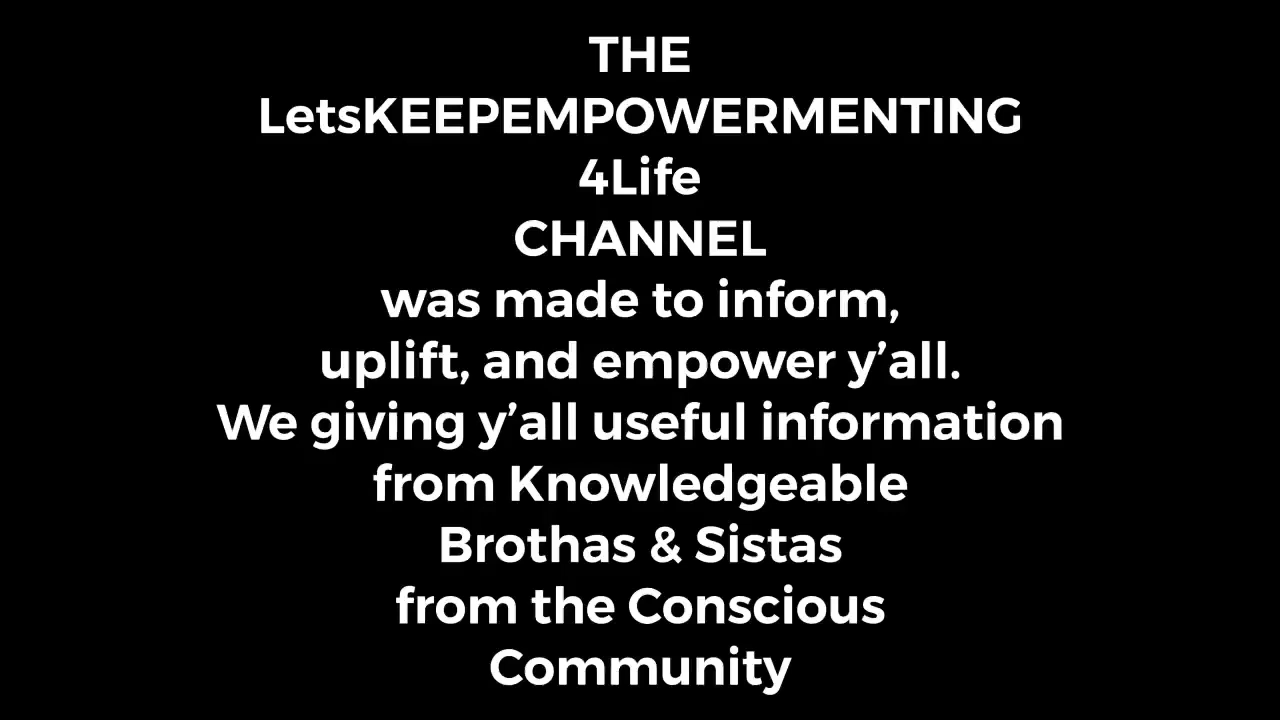 THE
LetsKEEPEMPOWERMENTING
4Life
CHANNEL
was made to inform,
uplift, and empower y’all.
We giving y’all useful information
from Knowledgeable
Brothas & Sistas
from the Conscious
Community